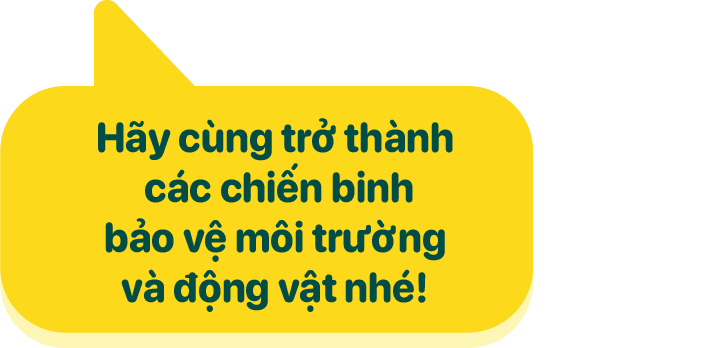 Hãy cùng trở thành
các chiến binh
bảo vệ môi trường
và động vật nhé!